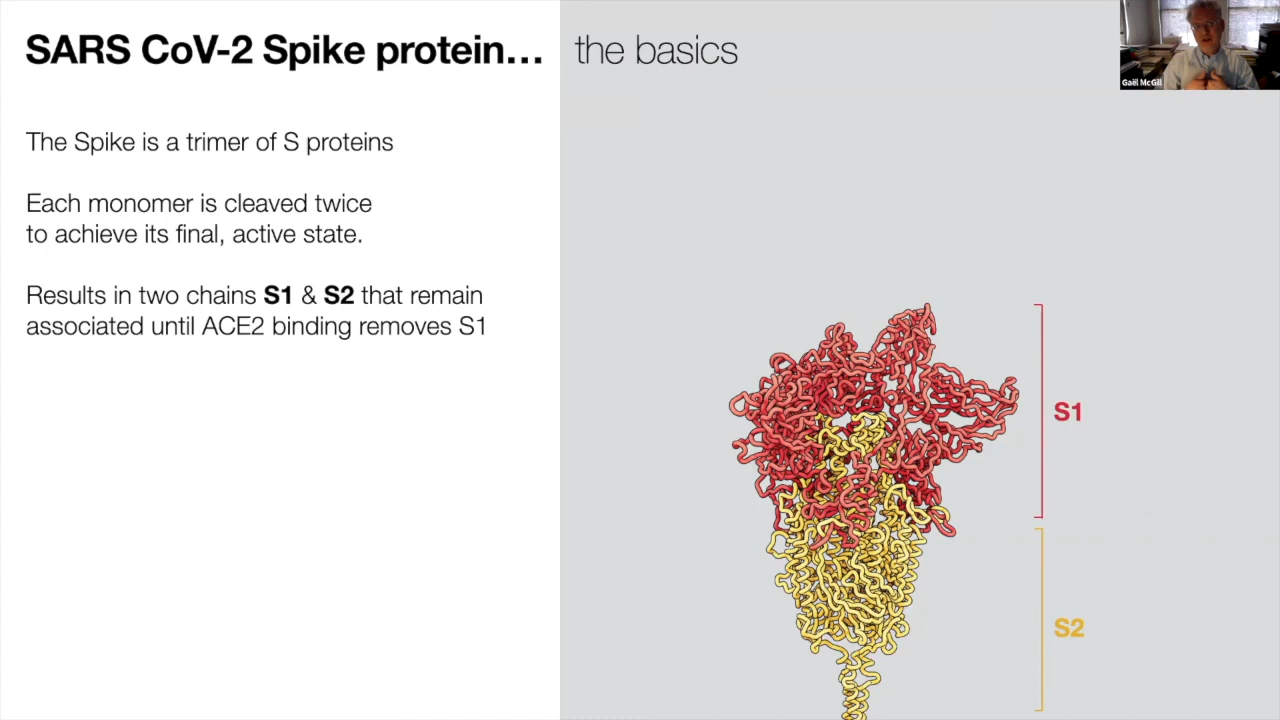 SARS CoV-2 Spike protein… the basics
Gaël McGill
The Spike is a trimer of S proteins
Each monomer is cleaved twice
to achieve its final, active state.
Results in two chains S1 & S2 that remain
associated until ACE2 binding removes S1
S1
S2